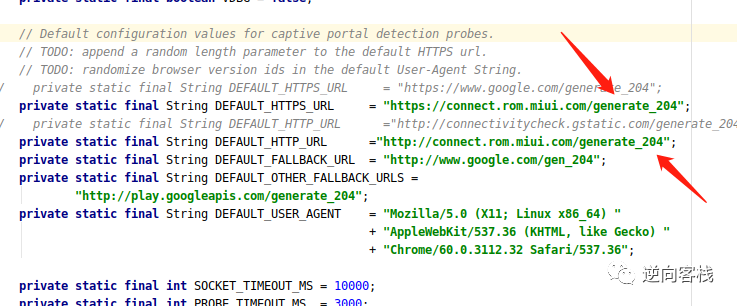 private static final boolean VDBG = false;
// Default configuration values for captive portal detection probes.
// TODO: append a random length parameter to the default HTTPS url.
// TODO: randomize browser version ids in the default User-Agent String.
/ private static final String DEFAULT_HTTPS_URL = "https://www.google.com/generate_204";
private static final String DEFAULT_HTTPS_URL = "https://connect.rom.miui.com/generate_204";
/ private static final String DEFAULT_HTTP_URL ="http://connectivitycheck.gstatic.com/generate_204
private static final String DEFAULT_HTTP_URL ="http://connect.rom.miui.com/generate_204";
private static final String DEFAULT_FALLBACK_URL = "http://www.google.com/gen_204";
private static final String DEFAULT_OTHER_FALLBACK_URLS =
"http://play.googleapis.com/generate_204";
private static final String DEFAULT_USER_AGENT = "Mozilla/5.0 (X11; Linux x86_64) "
+ "AppleWebKit/537.36 (KHTML, like Gecko) "
+ "Chrome/60.0.3112.32 Safari/537.36";
private static final int SOCKET_TIMEOUT_MS = 10000;
private static final int PROBE_TIMEOUT_MS = 3000;
逆向客栈